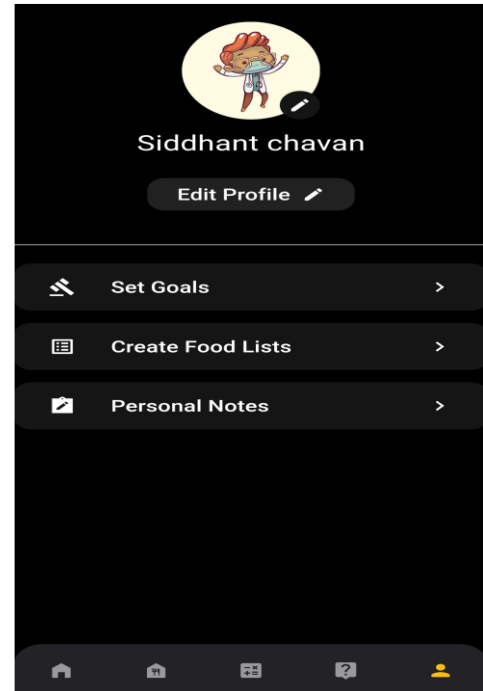 Siddhant chavan
Edit Profile
Set Goals
Create Food Lists
Personal Notes